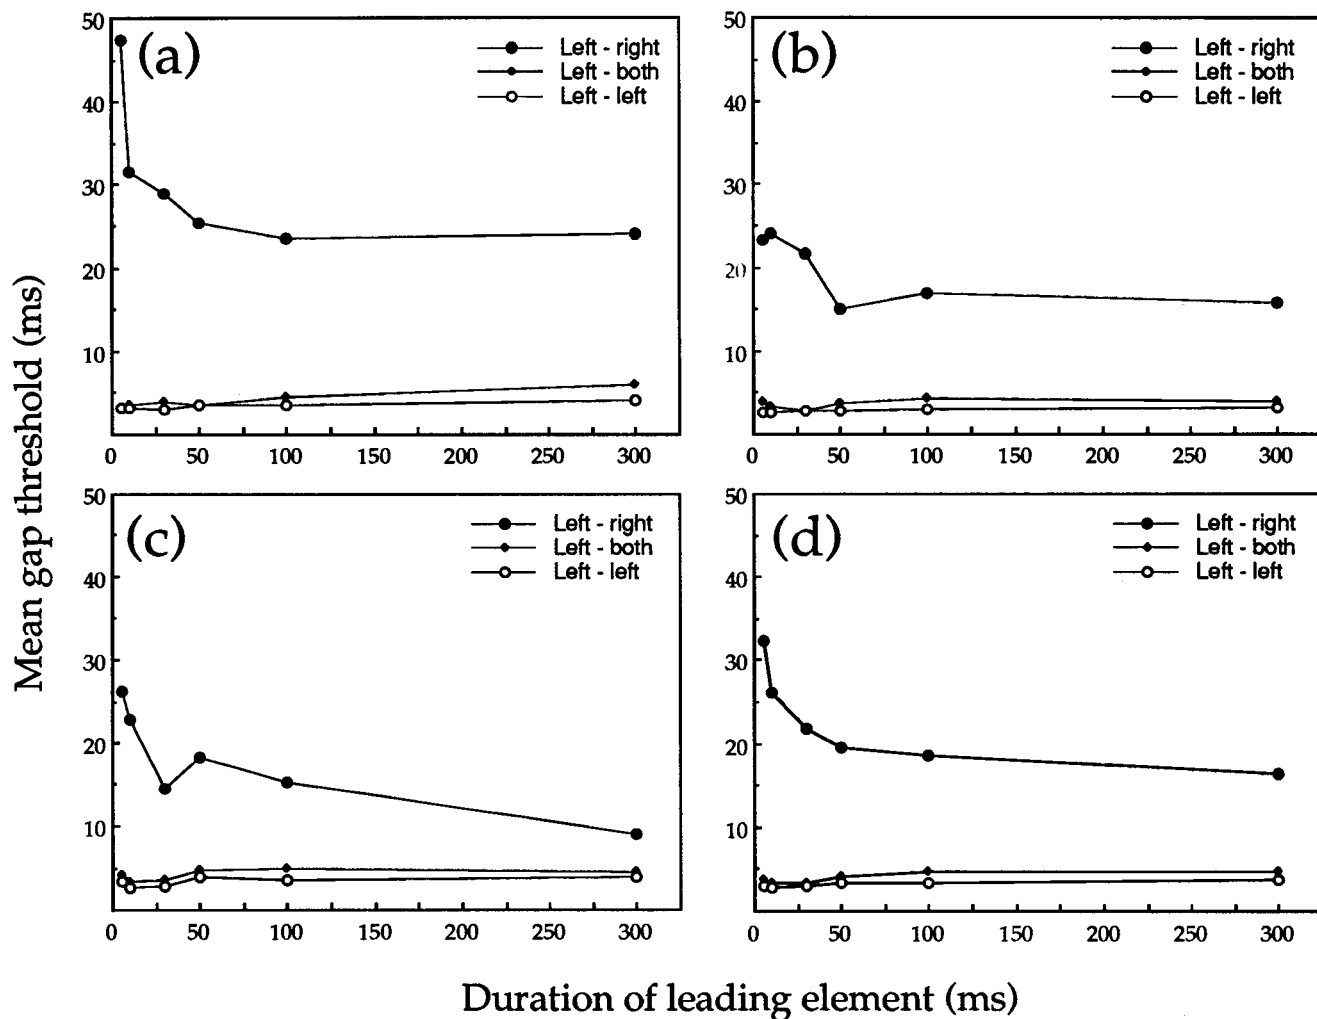 Mean gap threshold (ms)
(a)
Left - right
Left - both
Left - left
50
40
30
20
10
0 50 100 150 200 250 300
(b)
Left - right
Left - both
Left - left
50
40
30
20
10
0 50 100 150 200 250 300
(c)
Left - right
Left - both
Left - left
50
40
30
20
10
0 50 100 150 200 250 300
(d)
Left - right
Left - both
Left - left
50
40
30
20
10
0 50 100 150 200 250 300
Duration of leading element (ms)